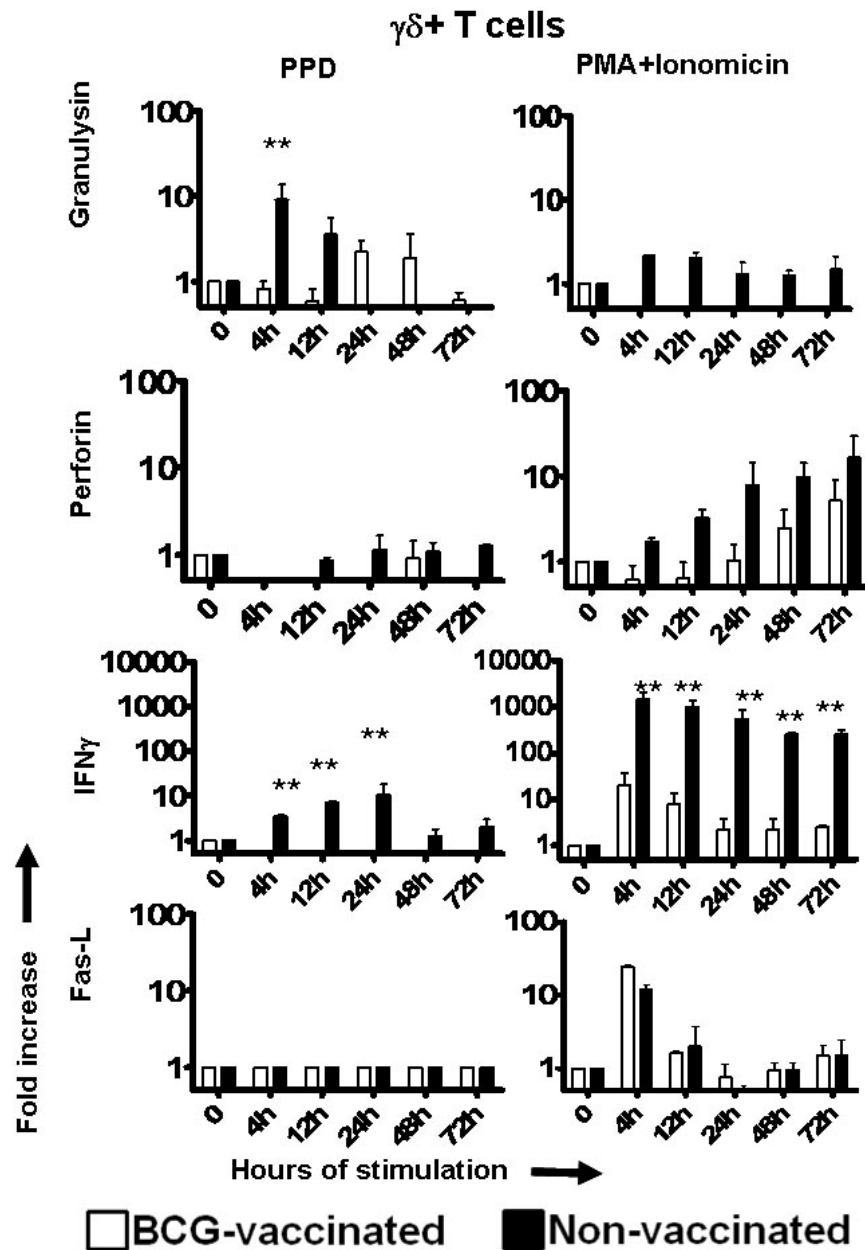 γδ+ T cells
PPD PMA+Ionomicin
Granulysin
100
10
1
0 4h 12h 24h 48h 72h
100
10
1
0 4h 12h 24h 48h 72h
**
Perforin
100
10
1
0 4h 12h 24h 48h 72h
100
10
1
0 4h 12h 24h 48h 72h
IFNγ
10000
1000
100
10
1
0 4h 12h 24h 48h 72h
** ** **
10000
1000
100
10
1
0 4h 12h 24h 48h 72h
** ** ** ** **
Fas-L
100
10
1
0 4h 12h 24h 48h 72h
100
10
1
0 4h 12h 24h 48h 72h
Fold increase
Hours of stimulation
BCG-vaccinated Non-vaccinated